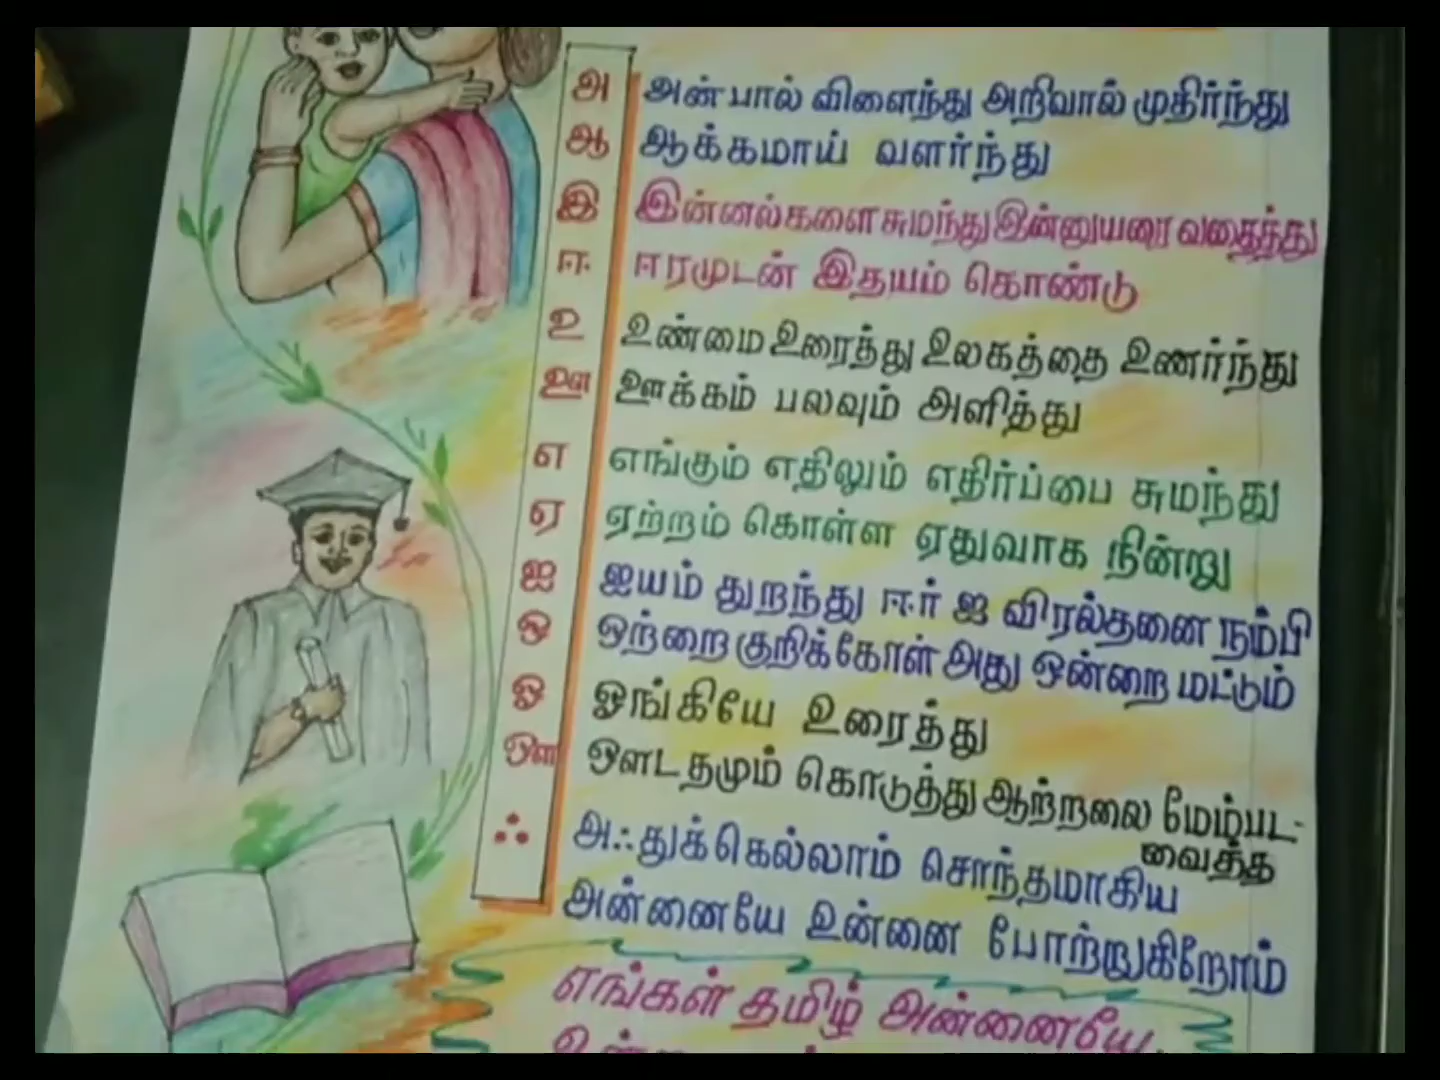 அ அன்பால் விளைந்து அறிவால் முதிர்ந்து
ஆ ஆக்கமாய் வளர்ந்து
இ இன்னல்களை சுமந்து இன்னுயரை வதைத்து
ஈ ஈரமுடன் இதயம் கொண்டு
உ உண்மை உரைத்து உலகத்தை உணர்ந்து
ஊ ஊக்கம் பலவும் அளித்து
எ எங்கும் எதிலும் எதிர்ப்பை சுமந்து
ஏ ஏற்றம் கொள்ள ஏதுவாக நின்று
ஐ ஐயம் துறந்து ஈர் ஐ விரல்தனை நம்பி
ஒ ஒற்றை குறிக்கோள் அது ஒன்றை மட்டும்
ஓ ஓங்கியே உரைத்து
ஔ ஔடதமும் கொடுத்து ஆற்றலை மேம்பட-
வைத்த
ஃ அஃதுக்கெல்லாம் சொந்தமாகிய
அன்னையே உன்னை போற்றுகிறோம்
எங்கள் தமிழ் அன்னையே